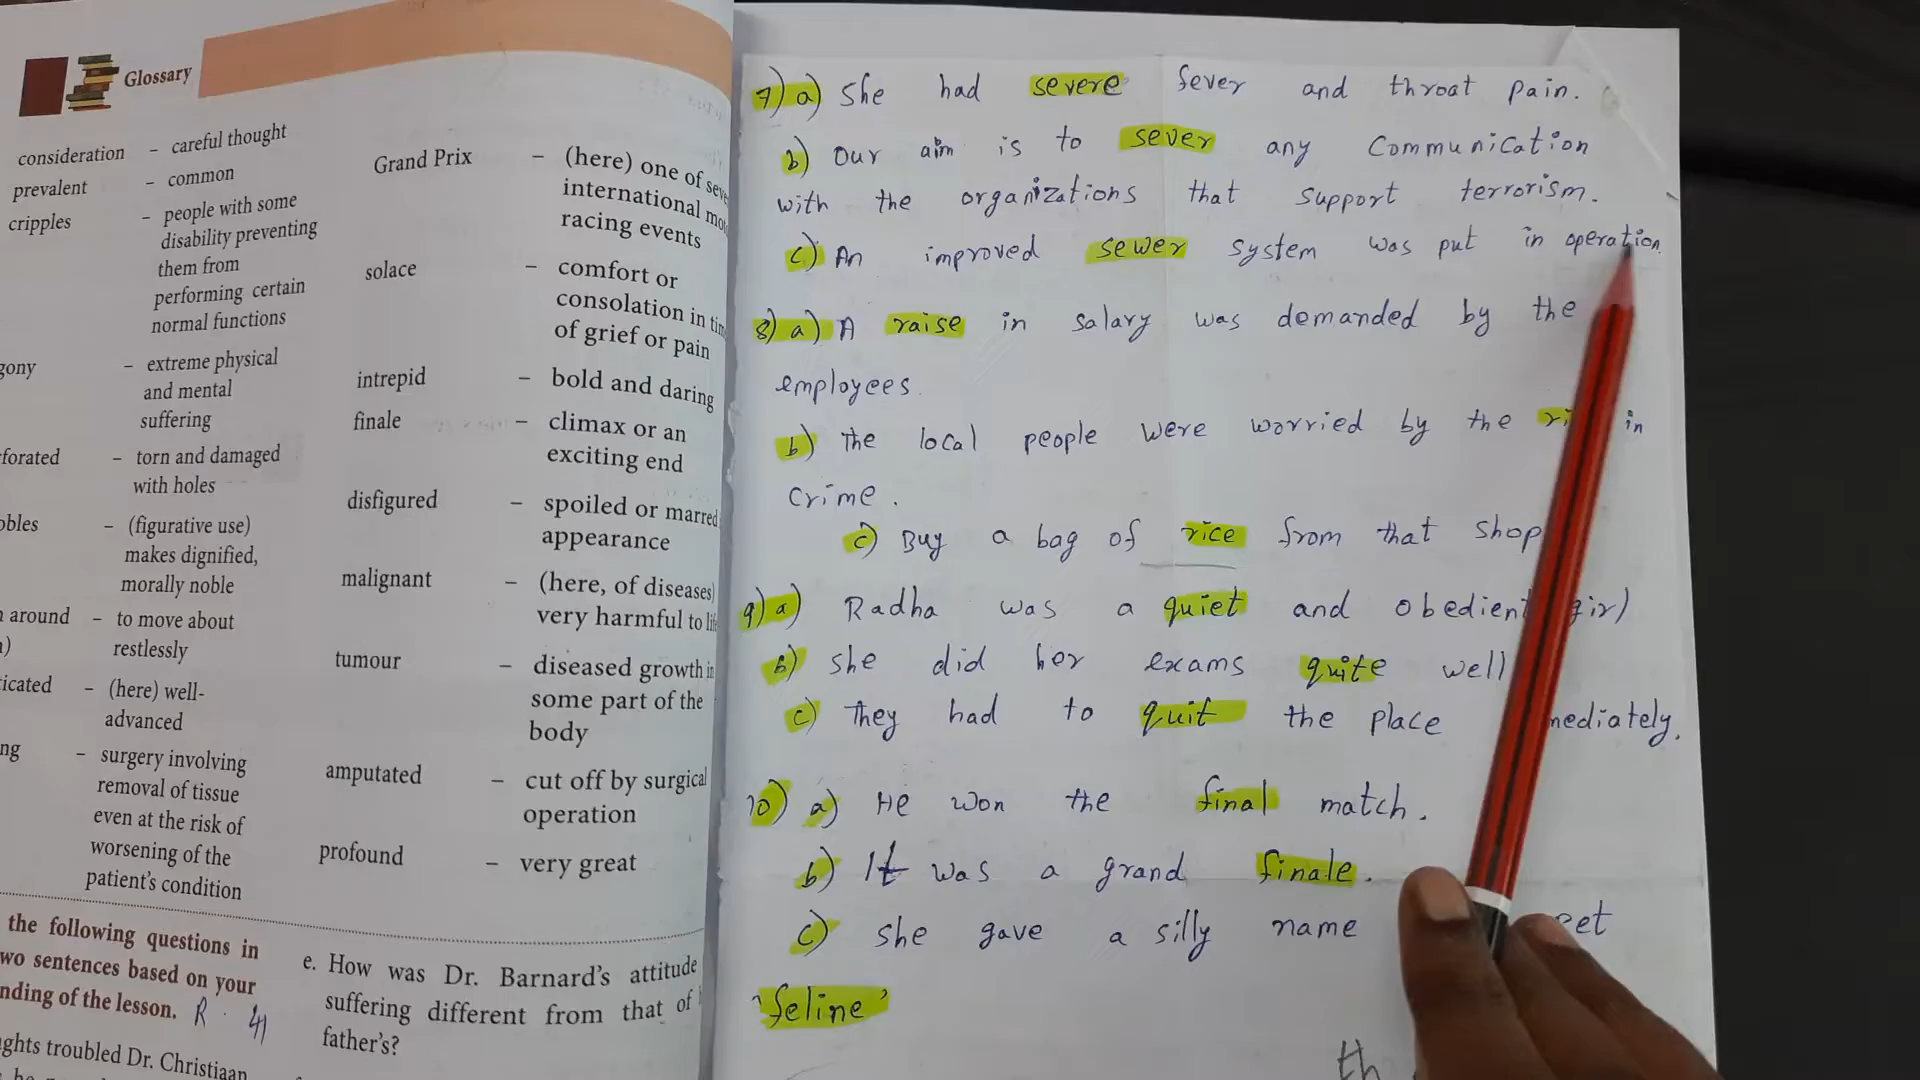 Glossary
consideration – careful thought
prevalent – common
cripples – people with some
disability preventing
them from
performing certain
normal functions
– extreme physical
and mental
suffering
– torn and damaged
with holes
– (figurative use)
makes dignified,
morally noble
around – to move about
restlessly
– (here) well-
advanced
– surgery involving
removal of tissue
even at the risk of
worsening of the
patient's condition
the following questions in
sentences based on your
of the lesson. R. 41
troubled Dr. Christiaan
Grand Prix – (here) one of
international
racing events
solace – comfort or
consolation in
of grief or pain
intrepid – bold and daring
finale – climax or an
exciting end
disfigured – spoiled or marred
appearance
malignant – (here, of diseases)
very harmful to
tumour – diseased growth in
some part of the
body
amputated – cut off by surgical
operation
profound – very great
e. How was Dr. Barnard's attitude
suffering different from that of
father's?
7) a) She had severe fever and throat pain.
b) Our aim is to sever any communication
with the organizations that support terrorism.
c) An improved sewer system was put in operation.
8) a) A raise in salary was demanded by the
employees.
b) The local people were worried by the in
crime.
c) Buy a bag of rice from that shop
9) a) Radha was a quiet and obedient girl
b) She did her exams quite well
c) They had to quit the place
10) a) He won the final match.
b) It was a grand finale.
c) She gave a silly name
'feline'